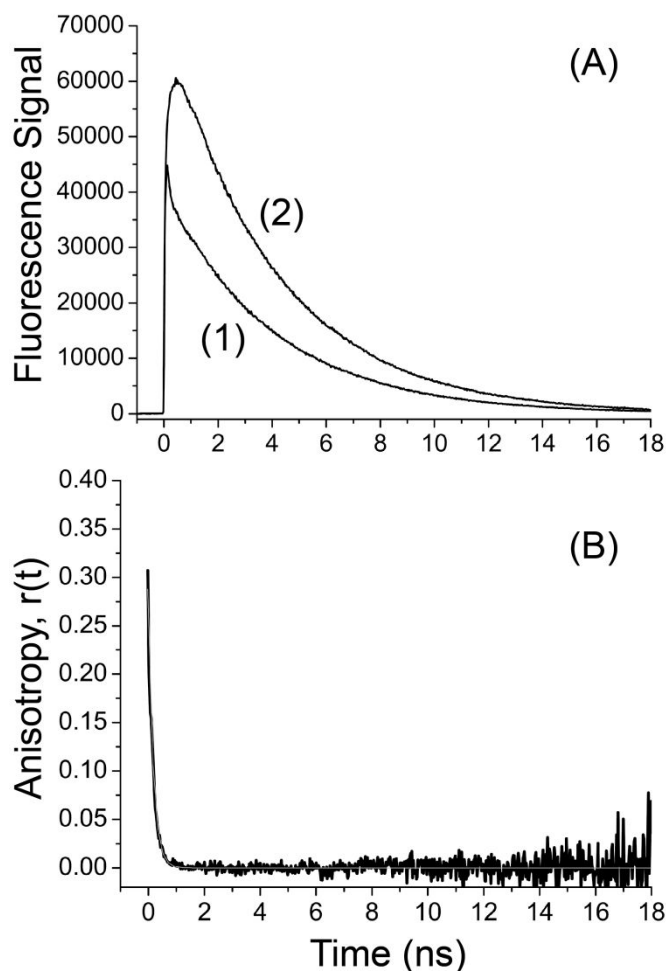 (A)
Fluorescence Signal
70000
60000
50000
40000
30000
20000
10000
0
(2)
(1)
0 2 4 6 8 10 12 14 16 18
(B)
Anisotropy, r(t)
0.40
0.35
0.30
0.25
0.20
0.15
0.10
0.05
0.00
0 2 4 6 8 10 12 14 16 18
Time (ns)